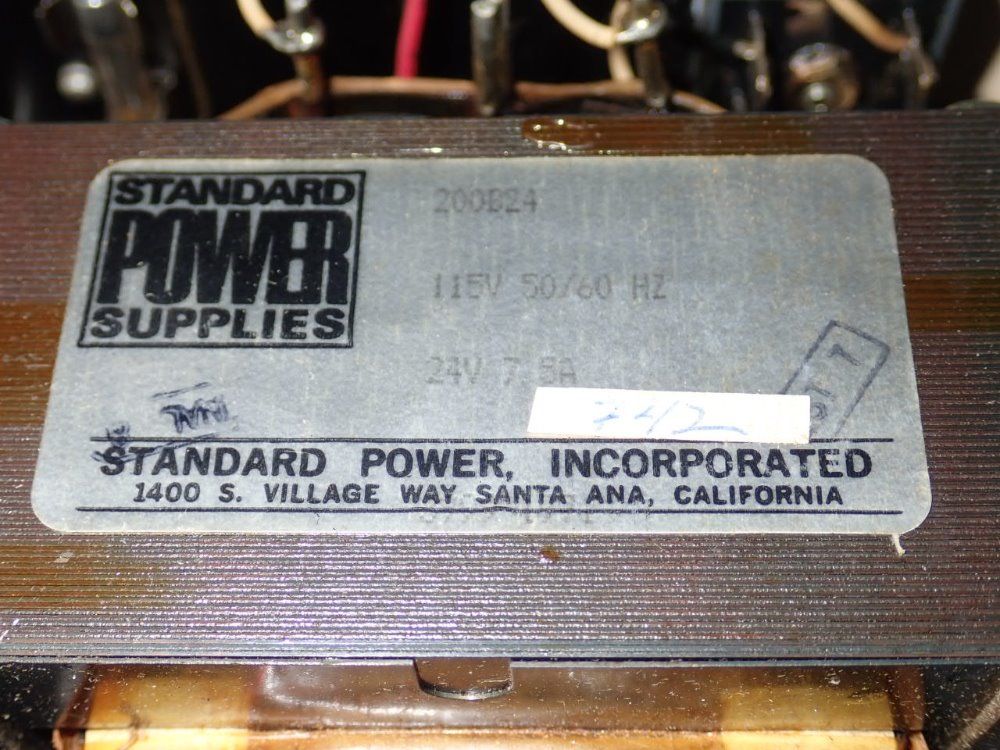 STANDARD
POWER
SUPPLIES
200B24
115V 50/60 HZ
24V 7.5A
742
STANDARD POWER, INCORPORATED
1400 S. VILLAGE WAY SANTA ANA, CALIFORNIA